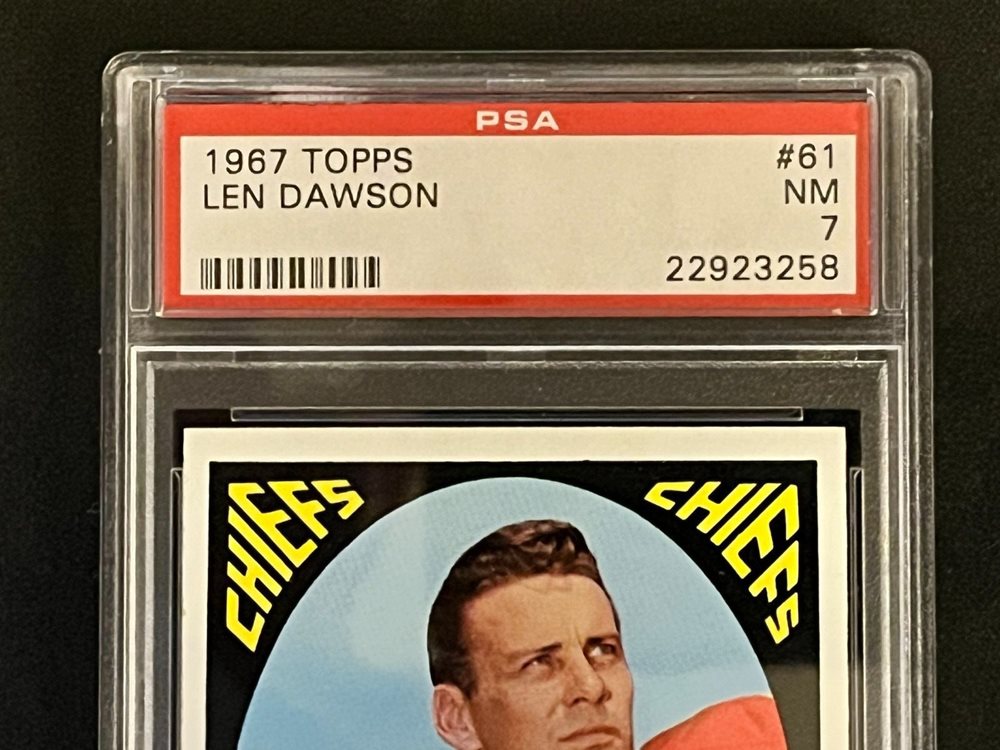 PSA
1967 TOPPS #61
LEN DAWSON NM
7
22923258
CHIEFS CHIEFS